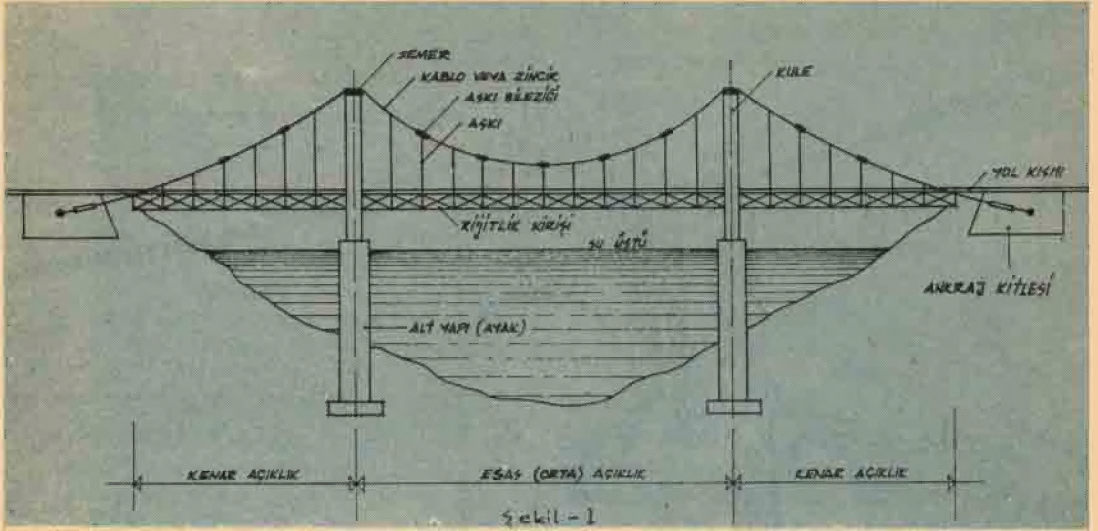 SEMER
KABLO VEYA ZİNCİR
ASKI BİLEZİĞİ
ASKI
KULE
YOL KISMI
RİJİTLİK KİRİŞİ
SU ÜSTÜ
ANKRAJ KİTLESİ
ALT YAPI (AYAK)
KENAR AÇIKLIK
ESAS (ORTA) AÇIKLIK
KENAR AÇIKLIK
Şekil-1